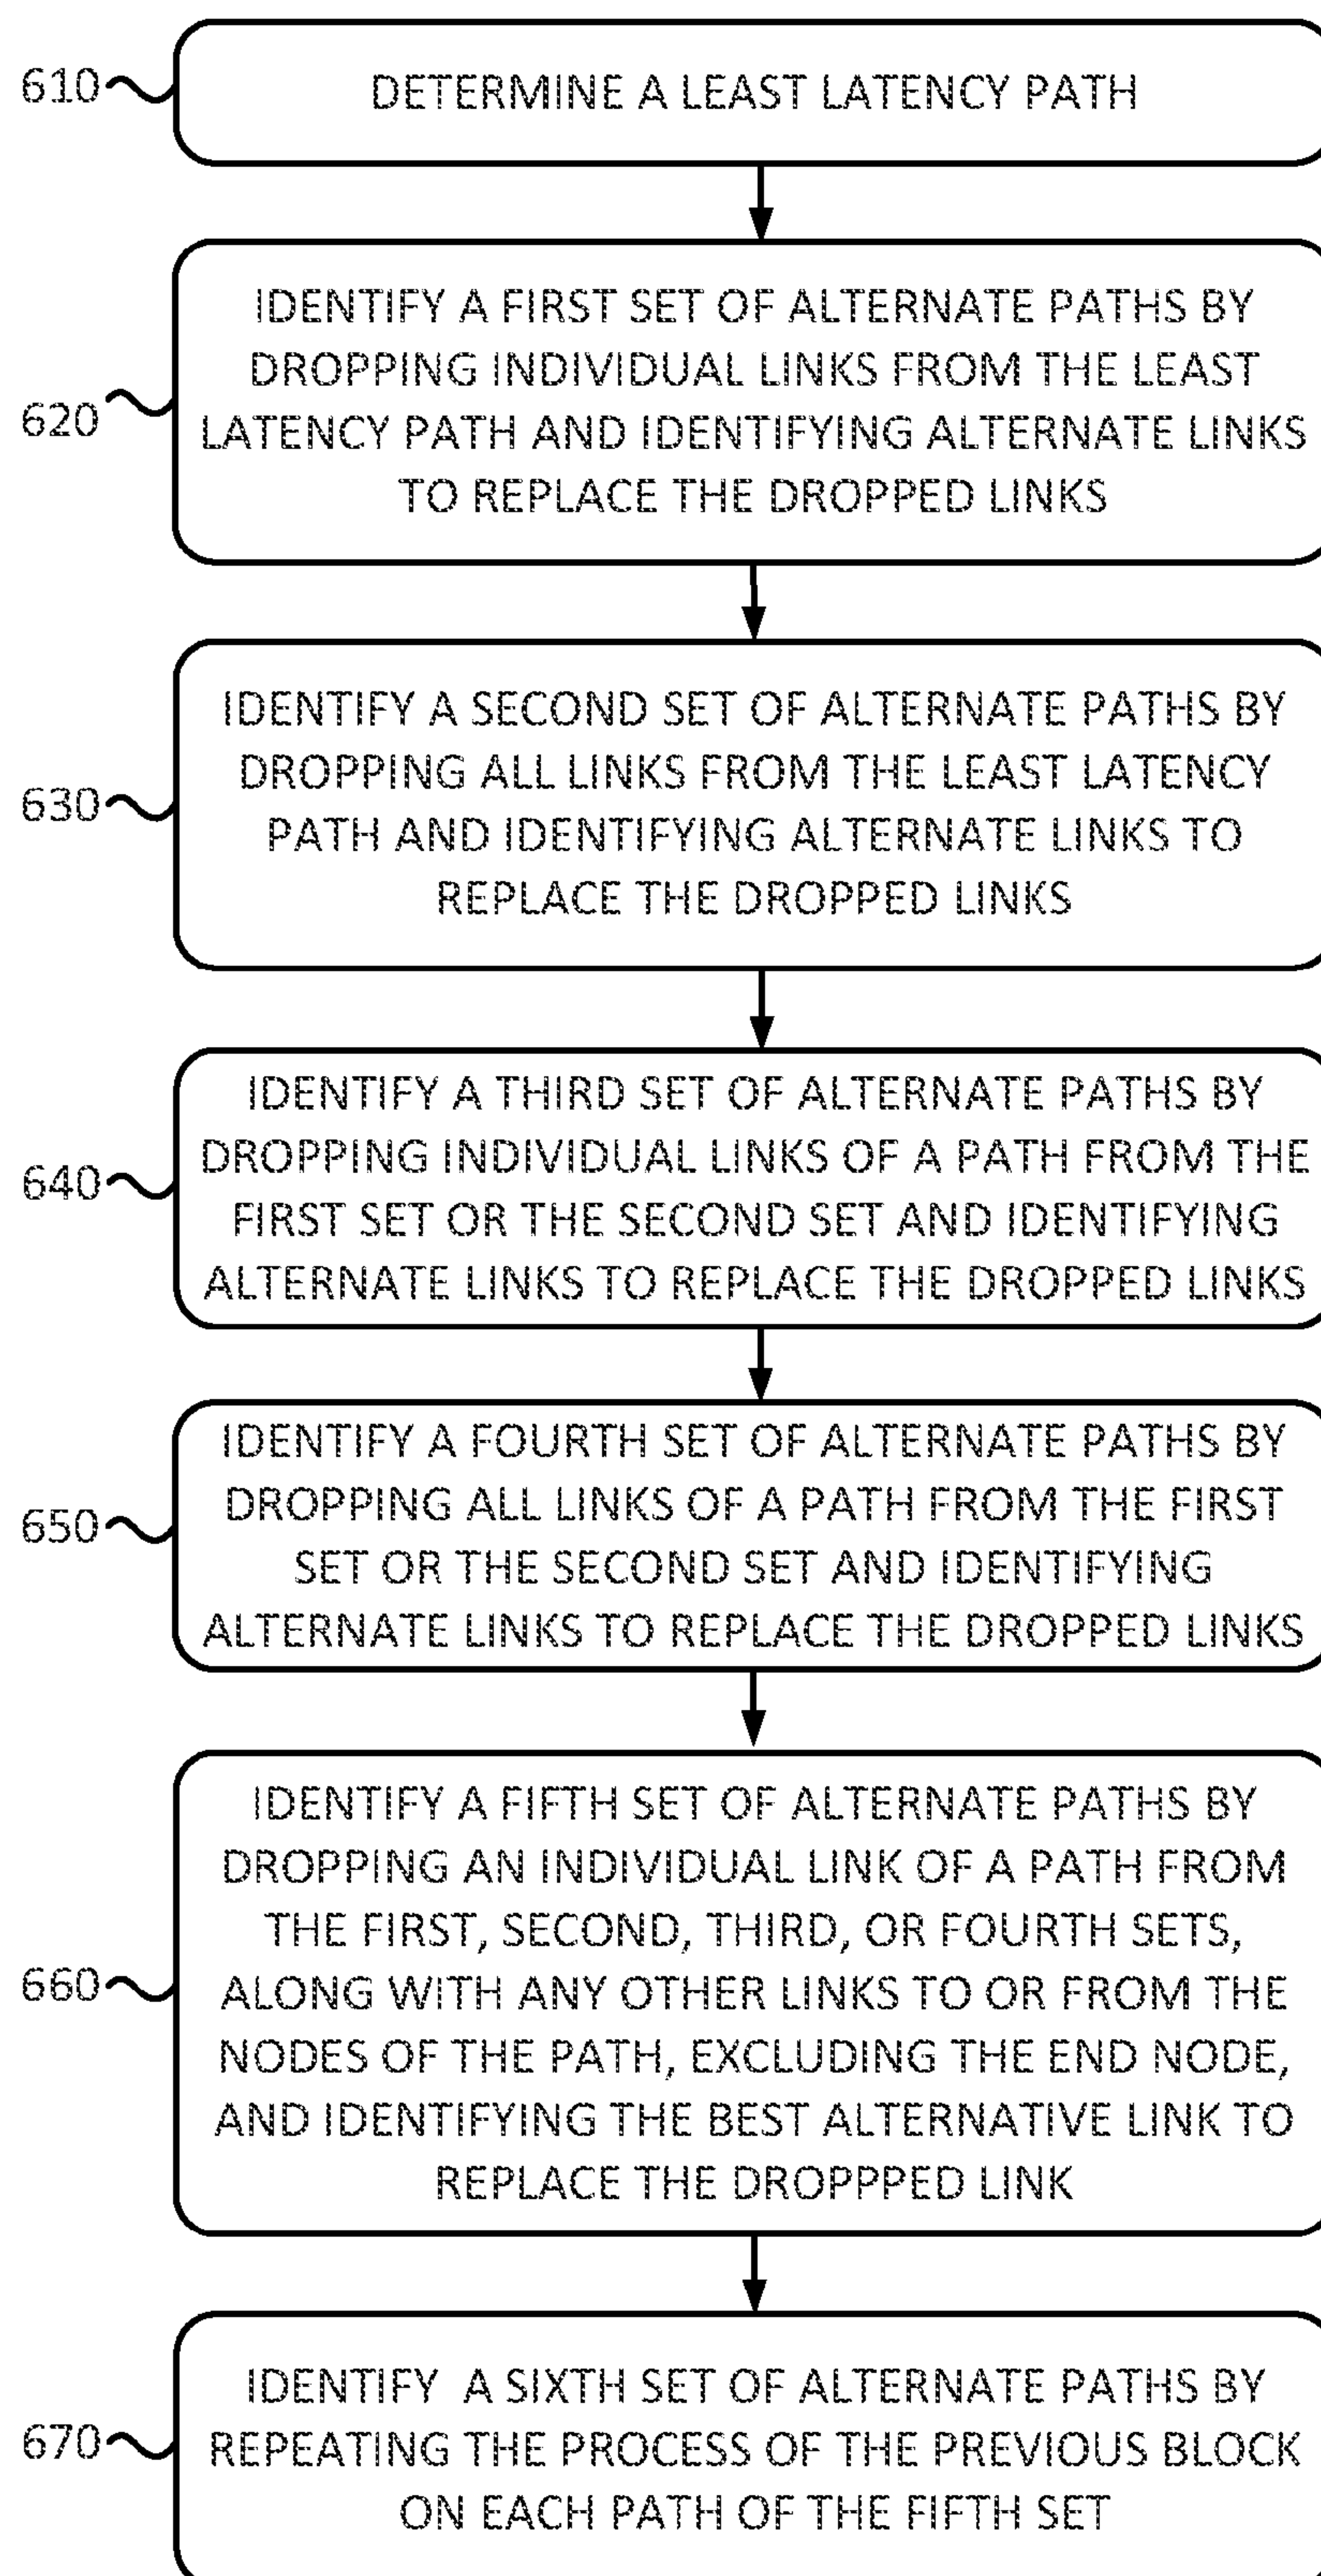 610
DETERMINE A LEAST LATENCY PATH
620
IDENTIFY A FIRST SET OF ALTERNATE PATHS BY
DROPPING INDIVIDUAL LINKS FROM THE LEAST
LATENCY PATH AND IDENTIFYING ALTERNATE LINKS
TO REPLACE THE DROPPED LINKS
630
IDENTIFY A SECOND SET OF ALTERNATE PATHS BY
DROPPING ALL LINKS FROM THE LEAST LATENCY
PATH AND IDENTIFYING ALTERNATE LINKS TO
REPLACE THE DROPPED LINKS
640
IDENTIFY A THIRD SET OF ALTERNATE PATHS BY
DROPPING INDIVIDUAL LINKS OF A PATH FROM THE
FIRST SET OR THE SECOND SET AND IDENTIFYING
ALTERNATE LINKS TO REPLACE THE DROPPED LINKS
650
IDENTIFY A FOURTH SET OF ALTERNATE PATHS BY
DROPPING ALL LINKS OF A PATH FROM THE FIRST
SET OR THE SECOND SET AND IDENTIFYING
ALTERNATE LINKS TO REPLACE THE DROPPED LINKS
660
IDENTIFY A FIFTH SET OF ALTERNATE PATHS BY
DROPPING AN INDIVIDUAL LINK OF A PATH FROM
THE FIRST, SECOND, THIRD, OR FOURTH SETS,
ALONG WITH ANY OTHER LINKS TO OR FROM THE
NODES OF THE PATH, EXCLUDING THE END NODE,
AND IDENTIFYING THE BEST ALTERNATIVE LINK TO
REPLACE THE DROPPPED LINK
670
IDENTIFY A SIXTH SET OF ALTERNATE PATHS BY
REPEATING THE PROCESS OF THE PREVIOUS BLOCK
ON EACH PATH OF THE FIFTH SET